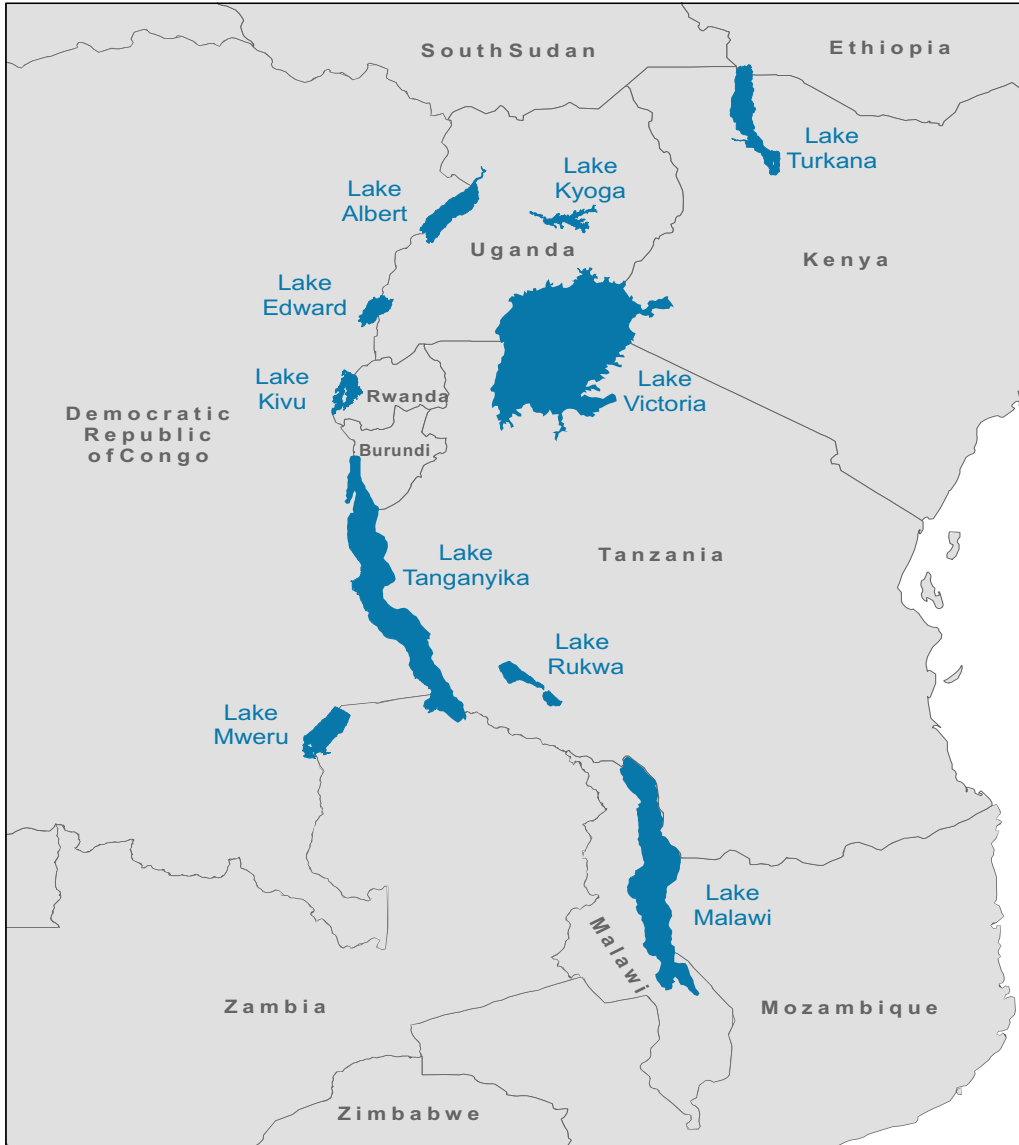 SouthSudan
Ethiopia
Lake
Turkana
Lake
Kyoga
Lake
Albert
Uganda
Kenya
Lake
Edward
Lake
Kivu
Rwanda
Lake
Victoria
Democratic
Republic
ofCongo
Burundi
Lake
Tanganyika
Tanzania
Lake
Rukwa
Lake
Mweru
Lake
Malawi
Malawi
Zambia
Mozambique
Zimbabwe